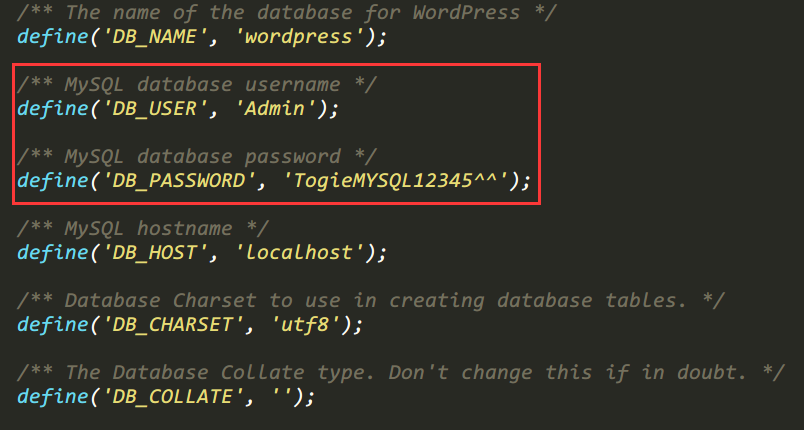 /** The name of the database for WordPress */
define('DB_NAME', 'wordpress');
/** MySQL database username */
define('DB_USER', 'Admin');
/** MySQL database password */
define('DB_PASSWORD', 'TogieMYSQL12345^^');
/** MySQL hostname */
define('DB_HOST', 'localhost');
/** Database Charset to use in creating database tables. */
define('DB_CHARSET', 'utf8');
/** The Database Collate type. Don't change this if in doubt. */
define('DB_COLLATE', '');